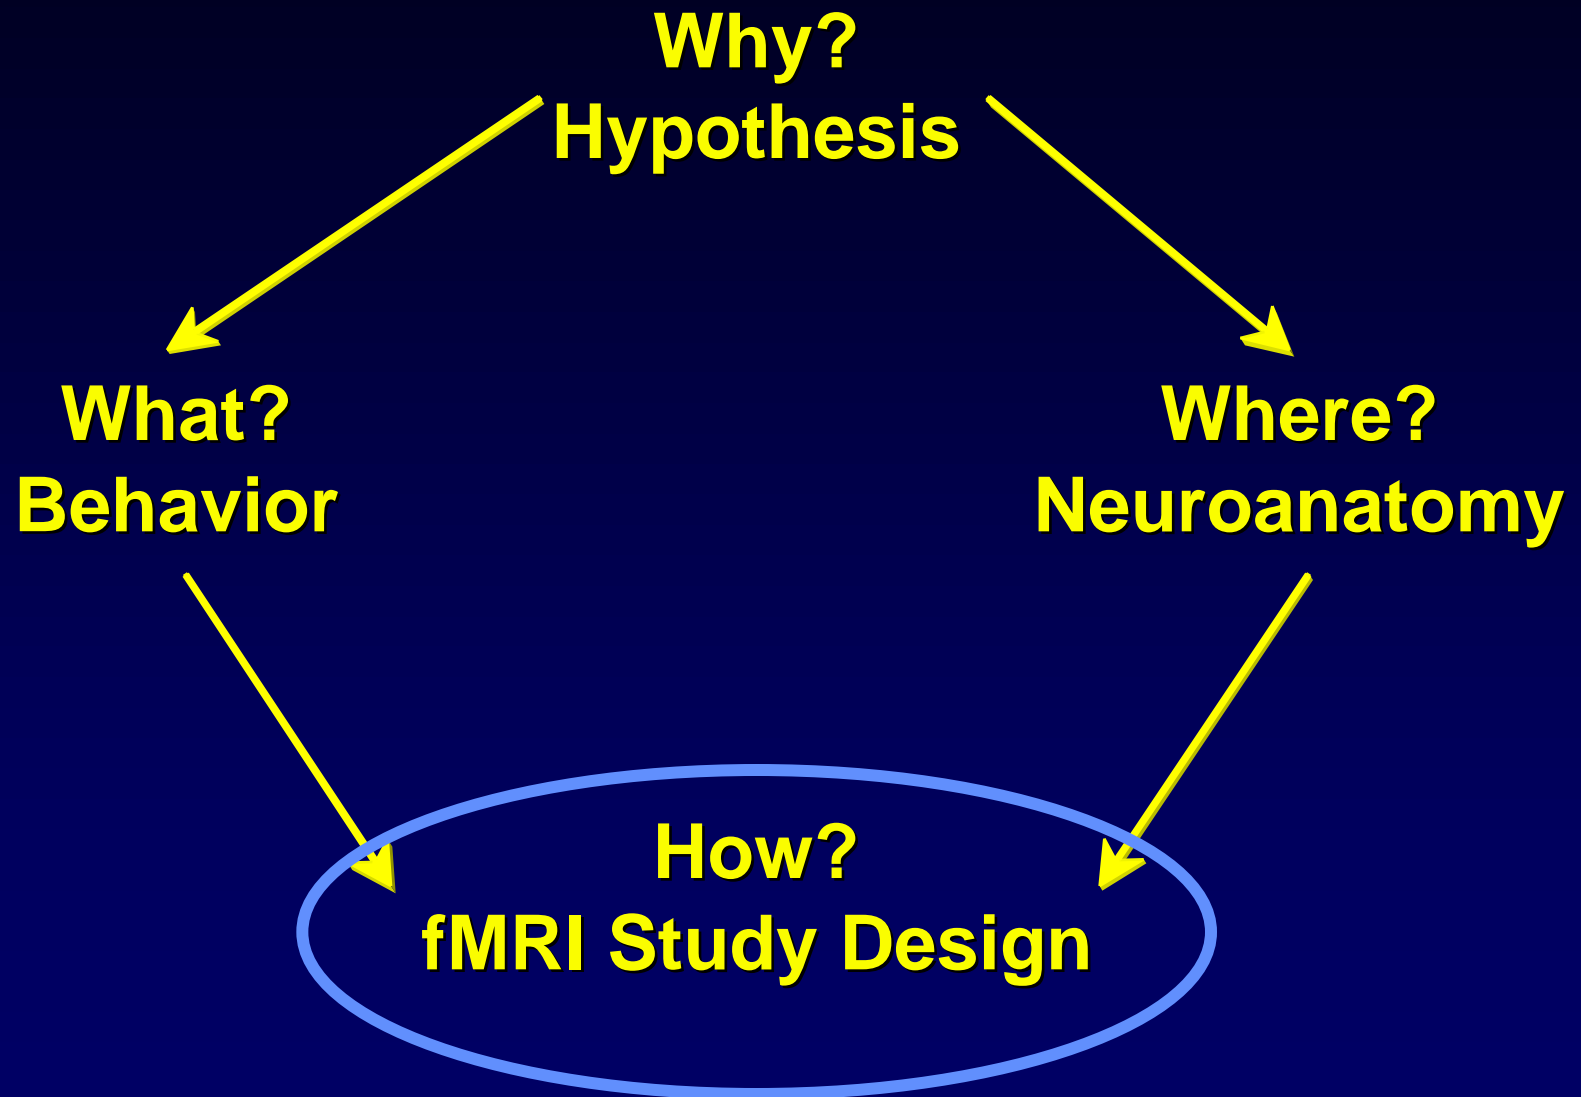 Why?
Hypothesis
What?
Behavior
Where?
Neuroanatomy
How?
fMRI Study Design